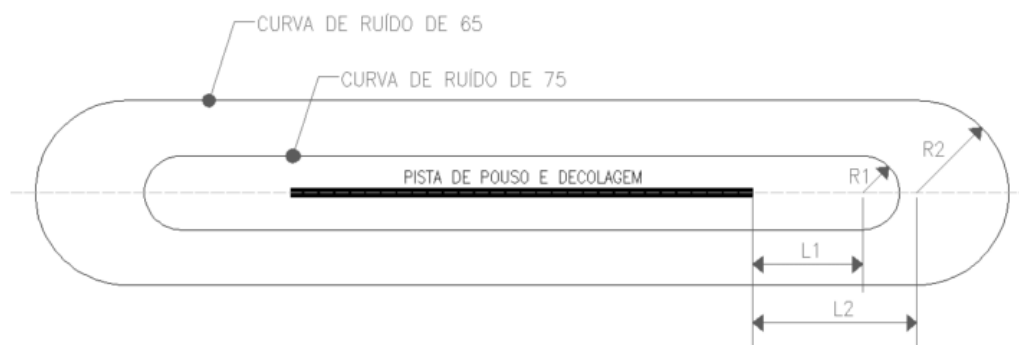 CURVA DE RUÍDO DE 65
CURVA DE RUÍDO DE 75
PISTA DE POUSO E DECOLAGEM
R1
R2
L1
L2